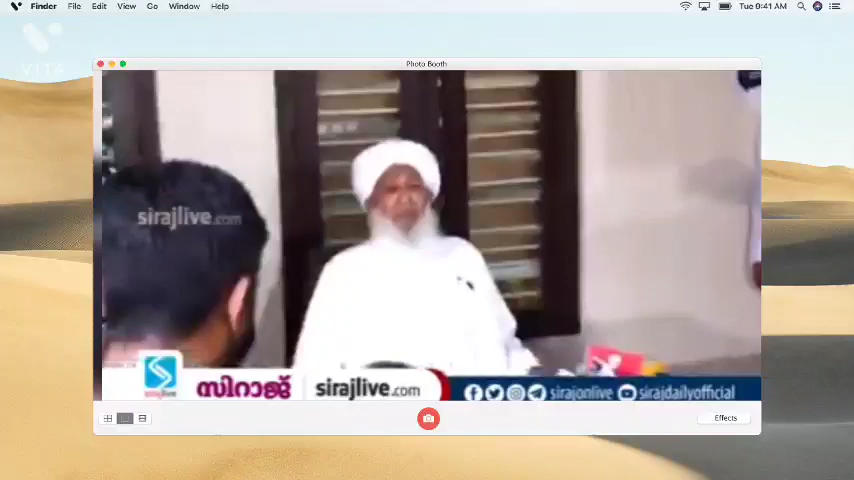 Finder File Edit View Go Window Help Tue 9:41 AM
VITA
Photo Booth
sirajlive.com
സിറാജ് sirajlive.com sirajonlive sirajdailyofficial
Effects